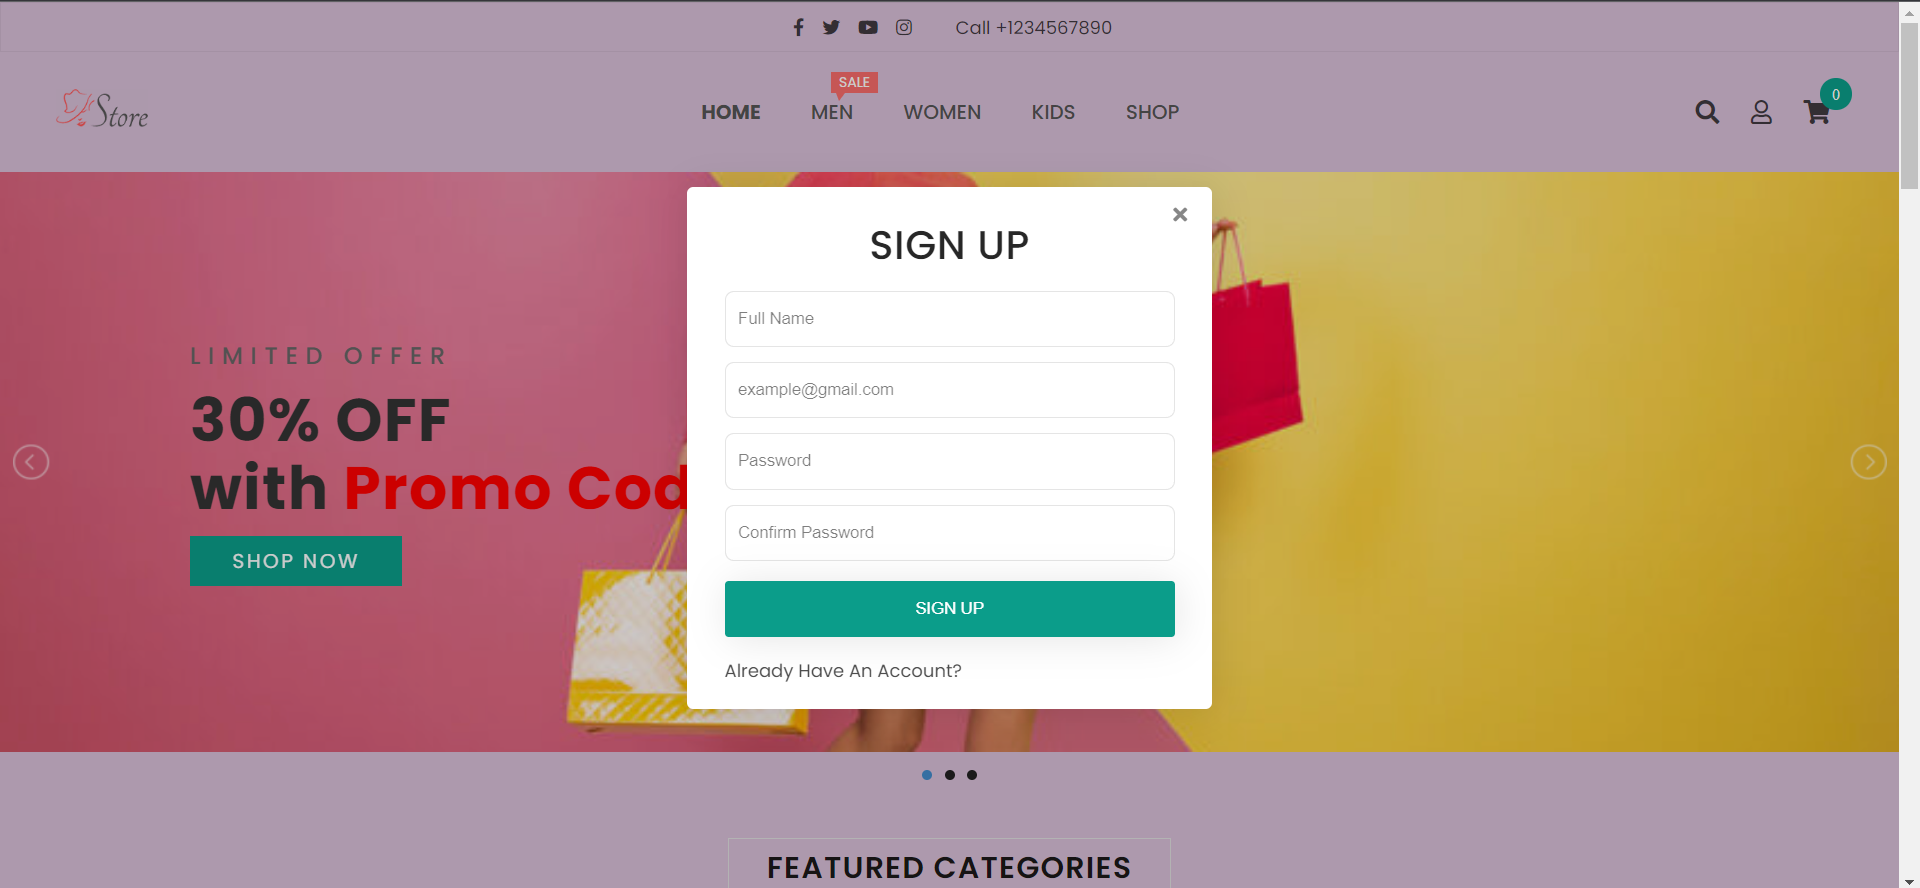 Call +1234567890
Store
HOME
SALE
MEN
WOMEN
KIDS
SHOP
0
LIMITED OFFER
30% OFF
with Promo Cod
SHOP NOW
SIGN UP
Full Name
example@gmail.com
Password
Confirm Password
SIGN UP
Already Have An Account?
FEATURED CATEGORIES